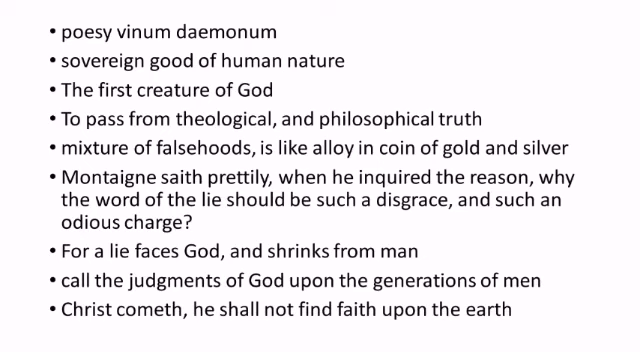 • poesy vinum daemonum
• sovereign good of human nature
• The first creature of God
• To pass from theological, and philosophical truth
• mixture of falsehoods, is like alloy in coin of gold and silver
• Montaigne saith prettily, when he inquired the reason, why
the word of the lie should be such a disgrace, and such an
odious charge?
• For a lie faces God, and shrinks from man
• call the judgments of God upon the generations of men
• Christ cometh, he shall not find faith upon the earth